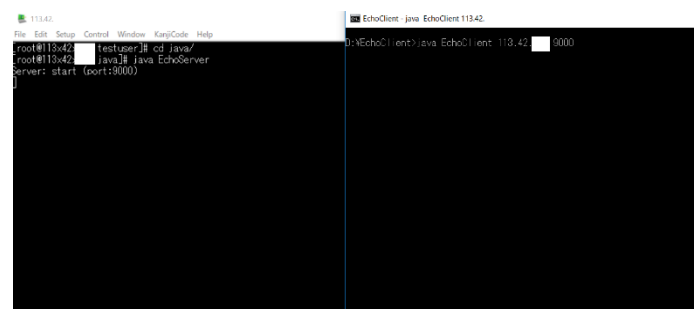 113.42.
File Edit Setup Control Window KanjiCode Help
[root@113x42 testuser]# cd java/
[root@113x42 java]# java EchoServer
Server: start (port:9000)
EchoClient - java EchoClient 113.42.
D:¥EchoClient>java EchoClient 113.42. 9000